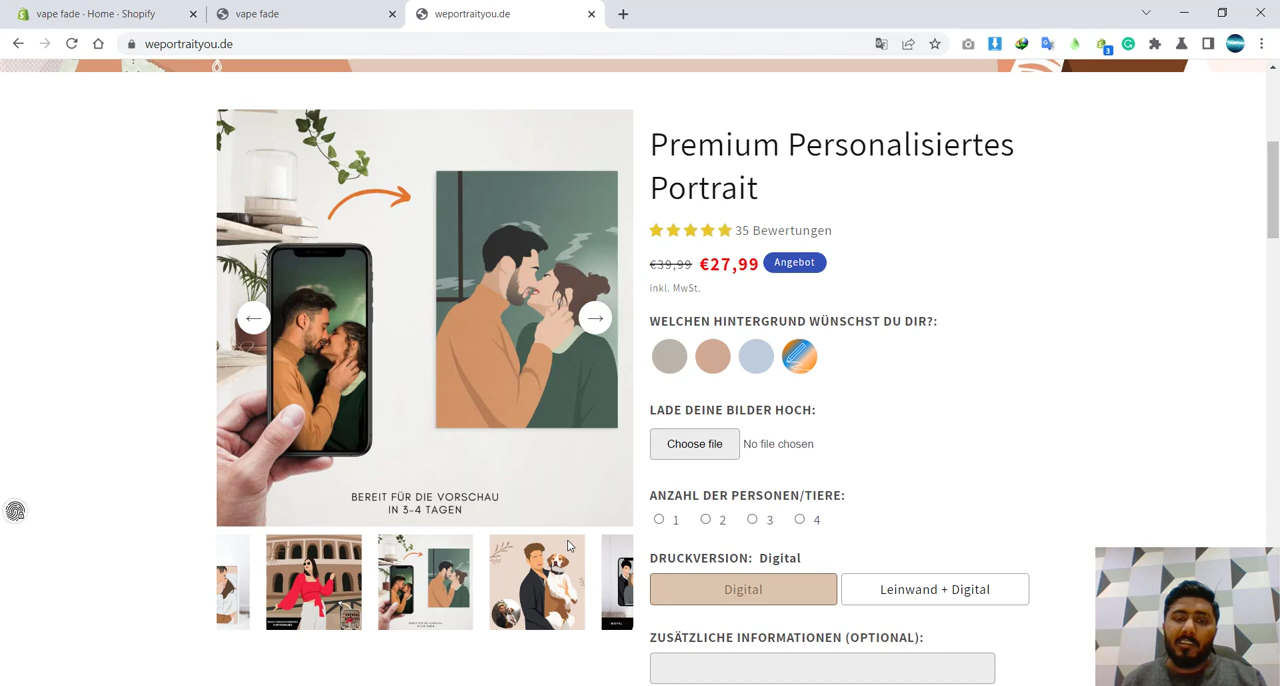 vape fade · Home · Shopify
vape fade
weportraityou.de
weportraityou.de
3
Premium Personalisiertes
Portrait
35 Bewertungen
€39,99 €27,99 Angebot
inkl. MwSt.
WELCHEN HINTERGRUND WÜNSCHST DU DIR?:
LADE DEINE BILDER HOCH:
Choose file No file chosen
ANZAHL DER PERSONEN/TIERE:
1 2 3 4
DRUCKVERSION: Digital
Digital Leinwand + Digital
ZUSÄTZLICHE INFORMATIONEN (OPTIONAL):
BEREIT FÜR DIE VORSCHAU
IN 3-4 TAGEN